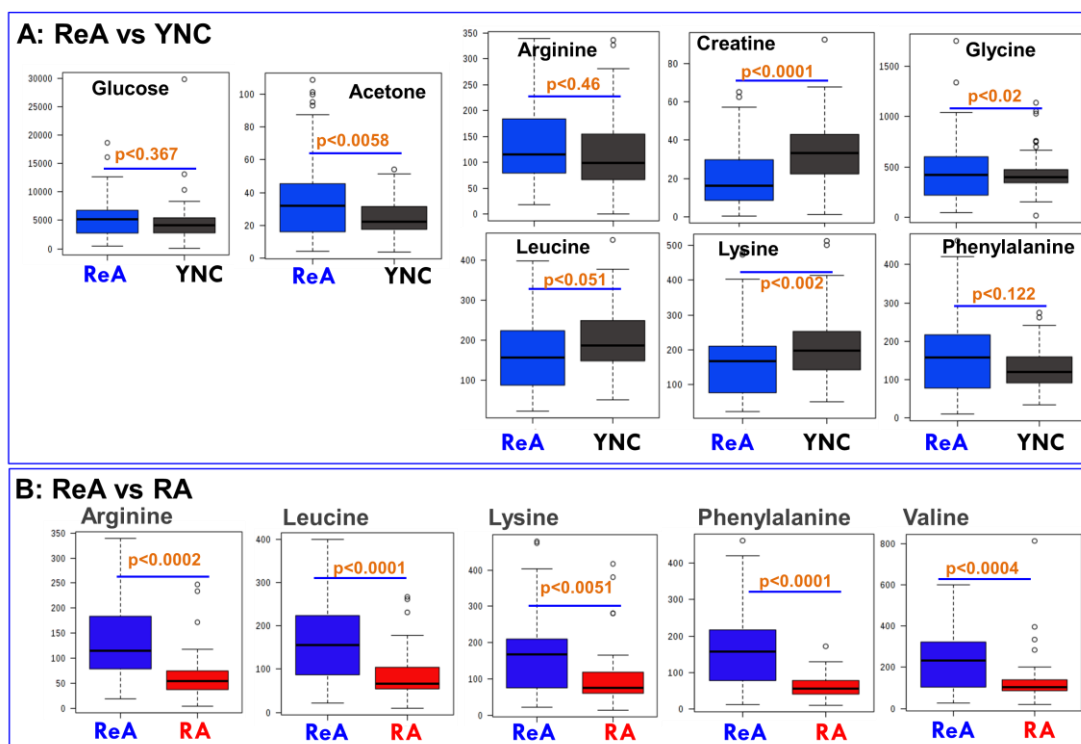 A: ReA vs YNC
Glucose
30000
25000
20000
15000
10000
5000
0
p<0.367
ReA YNC
Acetone
100
80
60
40
20
0
p<0.0058
ReA YNC
Arginine
350
300
250
200
150
100
50
0
p<0.46
Creatine
80
60
40
20
0
p<0.0001
Glycine
1500
1000
500
0
p<0.02
Leucine
400
300
200
100
p<0.051
ReA YNC
Lysine
500
400
300
200
100
p<0.002
ReA YNC
Phenylalanine
400
300
200
100
0
p<0.122
ReA YNC
B: ReA vs RA
Arginine
350
300
250
200
150
100
50
0
p<0.0002
ReA RA
Leucine
400
300
200
100
0
p<0.0001
ReA RA
Lysine
500
400
300
200
100
0
p<0.0051
ReA RA
Phenylalanine
400
300
200
100
0
p<0.0001
ReA RA
Valine
800
600
400
200
0
p<0.0004
ReA RA